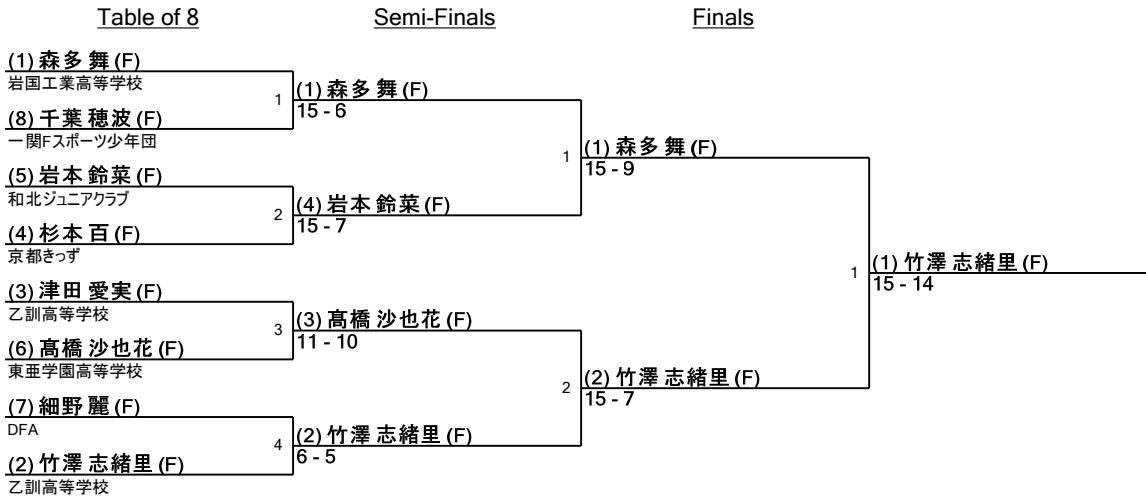 Table of 8
Semi-Finals
Finals
(1) 森多 舞 (F)
岩国工業高等学校
(8) 千葉 穂波 (F)
一関Fスポーツ少年団
(5) 岩本 鈴菜 (F)
和北ジュニアクラブ
(4) 杉本 百 (F)
京都きっず
(3) 津田 愛実 (F)
乙訓高等学校
(6) 髙橋 沙也花 (F)
東亜学園高等学校
(7) 細野 麗 (F)
DFA
(2) 竹澤 志緒里 (F)
乙訓高等学校
1
2
3
4
(1) 森多 舞 (F)
15 - 6
(4) 岩本 鈴菜 (F)
15 - 7
(3) 髙橋 沙也花 (F)
11 - 10
(2) 竹澤 志緒里 (F)
6 - 5
1
2
(1) 森多 舞 (F)
15 - 9
(2) 竹澤 志緒里 (F)
15 - 7
1
(1) 竹澤 志緒里 (F)
15 - 14